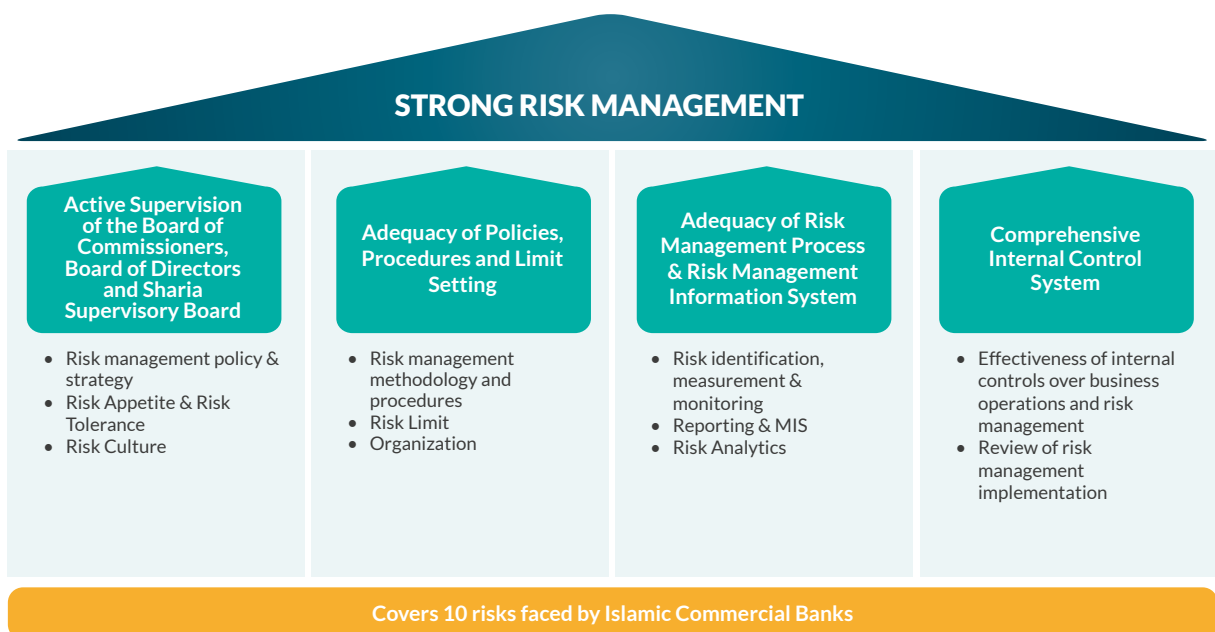 STRONG RISK MANAGEMENT
Active Supervision
of the Board of
Commissioners,
Board of Directors
and Sharia
Supervisory Board
• Risk management policy &
strategy
• Risk Appetite & Risk
Tolerance
• Risk Culture
Adequacy of Policies,
Procedures and Limit
Setting
• Risk management
methodology and
procedures
• Risk Limit
• Organization
Adequacy of Risk
Management Process
& Risk Management
Information System
• Risk identification,
measurement &
monitoring
• Reporting & MIS
• Risk Analytics
Comprehensive
Internal Control
System
• Effectiveness of internal
controls over business
operations and risk
management
• Review of risk
management
implementation
Covers 10 risks faced by Islamic Commercial Banks